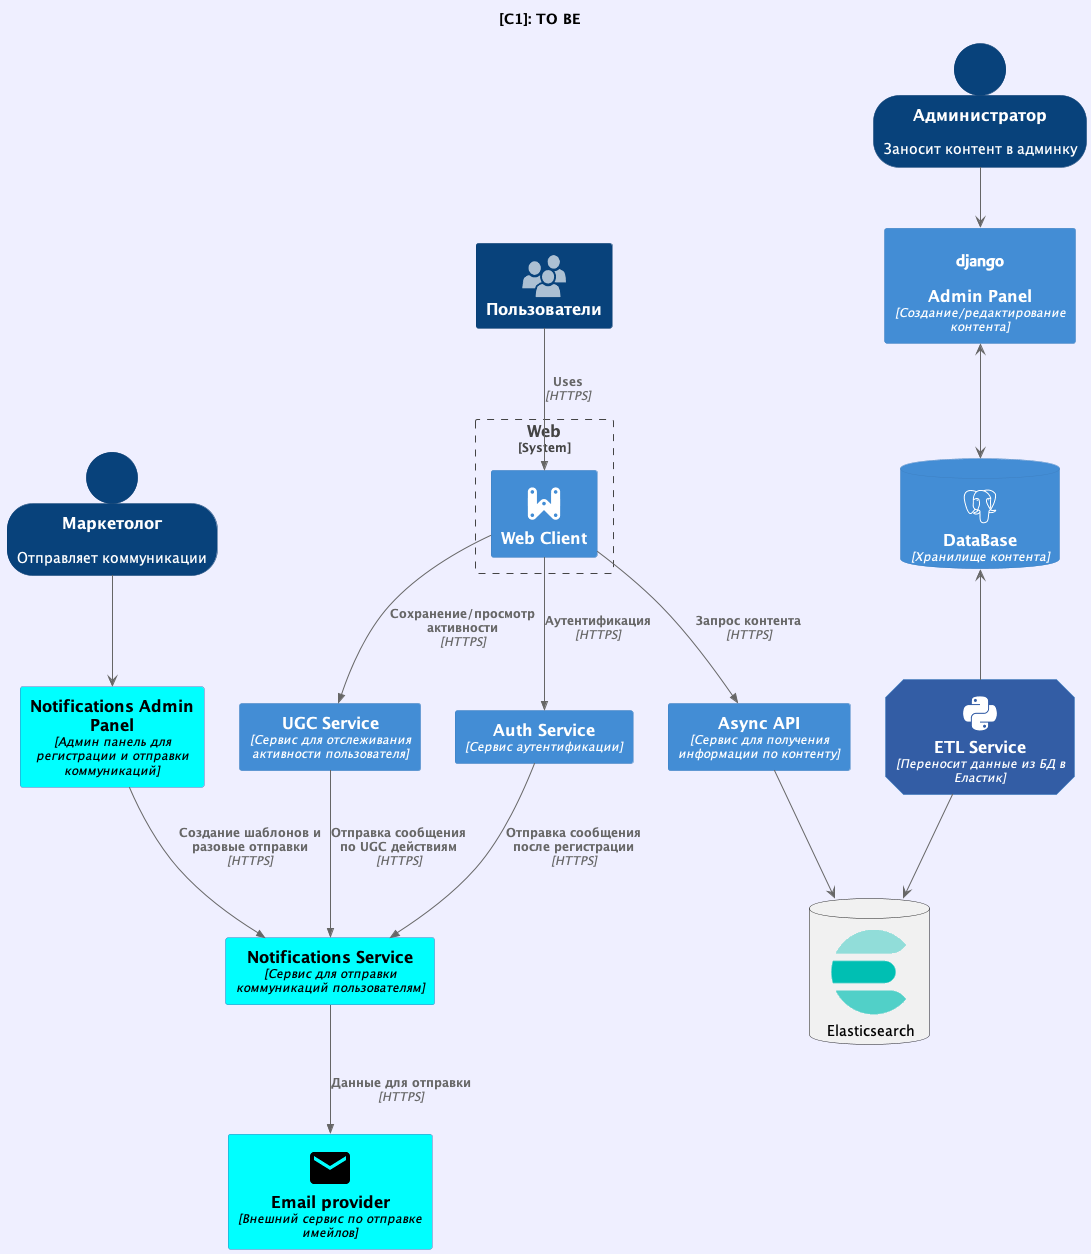 [C1]: TO BE
Администратор
Заносит контент в админку
django
Admin Panel
[Создание/редактирование
контента]
Пользователи
Uses
[HTTPS]
Web
[System]
Web Client
DataBase
[Хранилище контента]
Маркетолог
Отправляет коммуникации
Сохранение/просмотр
активности
[HTTPS]
Аутентификация
[HTTPS]
Запрос контента
[HTTPS]
Notifications Admin
Panel
[Админ панель для
регистрации и отправки
коммуникаций]
UGC Service
[Сервис для отслеживания
активности пользователя]
Auth Service
[Сервис аутентификации]
Async API
[Сервис для получения
информации по контенту]
ETL Service
[Переносит данные из БД в
Еластик]
Создание шаблонов и
разовые отправки
[HTTPS]
Отправка сообщения
по UGC действиям
[HTTPS]
Отправка сообщения
после регистрации
[HTTPS]
Notifications Service
[Сервис для отправки
коммуникаций пользователям]
Elasticsearch
Данные для отправки
[HTTPS]
Email provider
[Внешний сервис по отправке
имейлов]